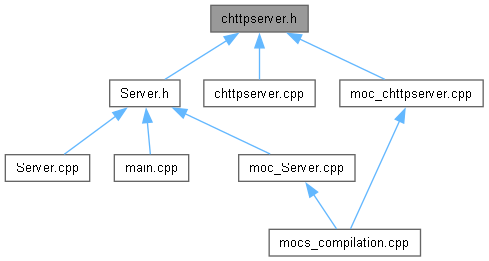 chttpserver.h
Server.h
chttpserver.cpp
moc_chttpserver.cpp
Server.cpp
main.cpp
moc_Server.cpp
mocs_compilation.cpp